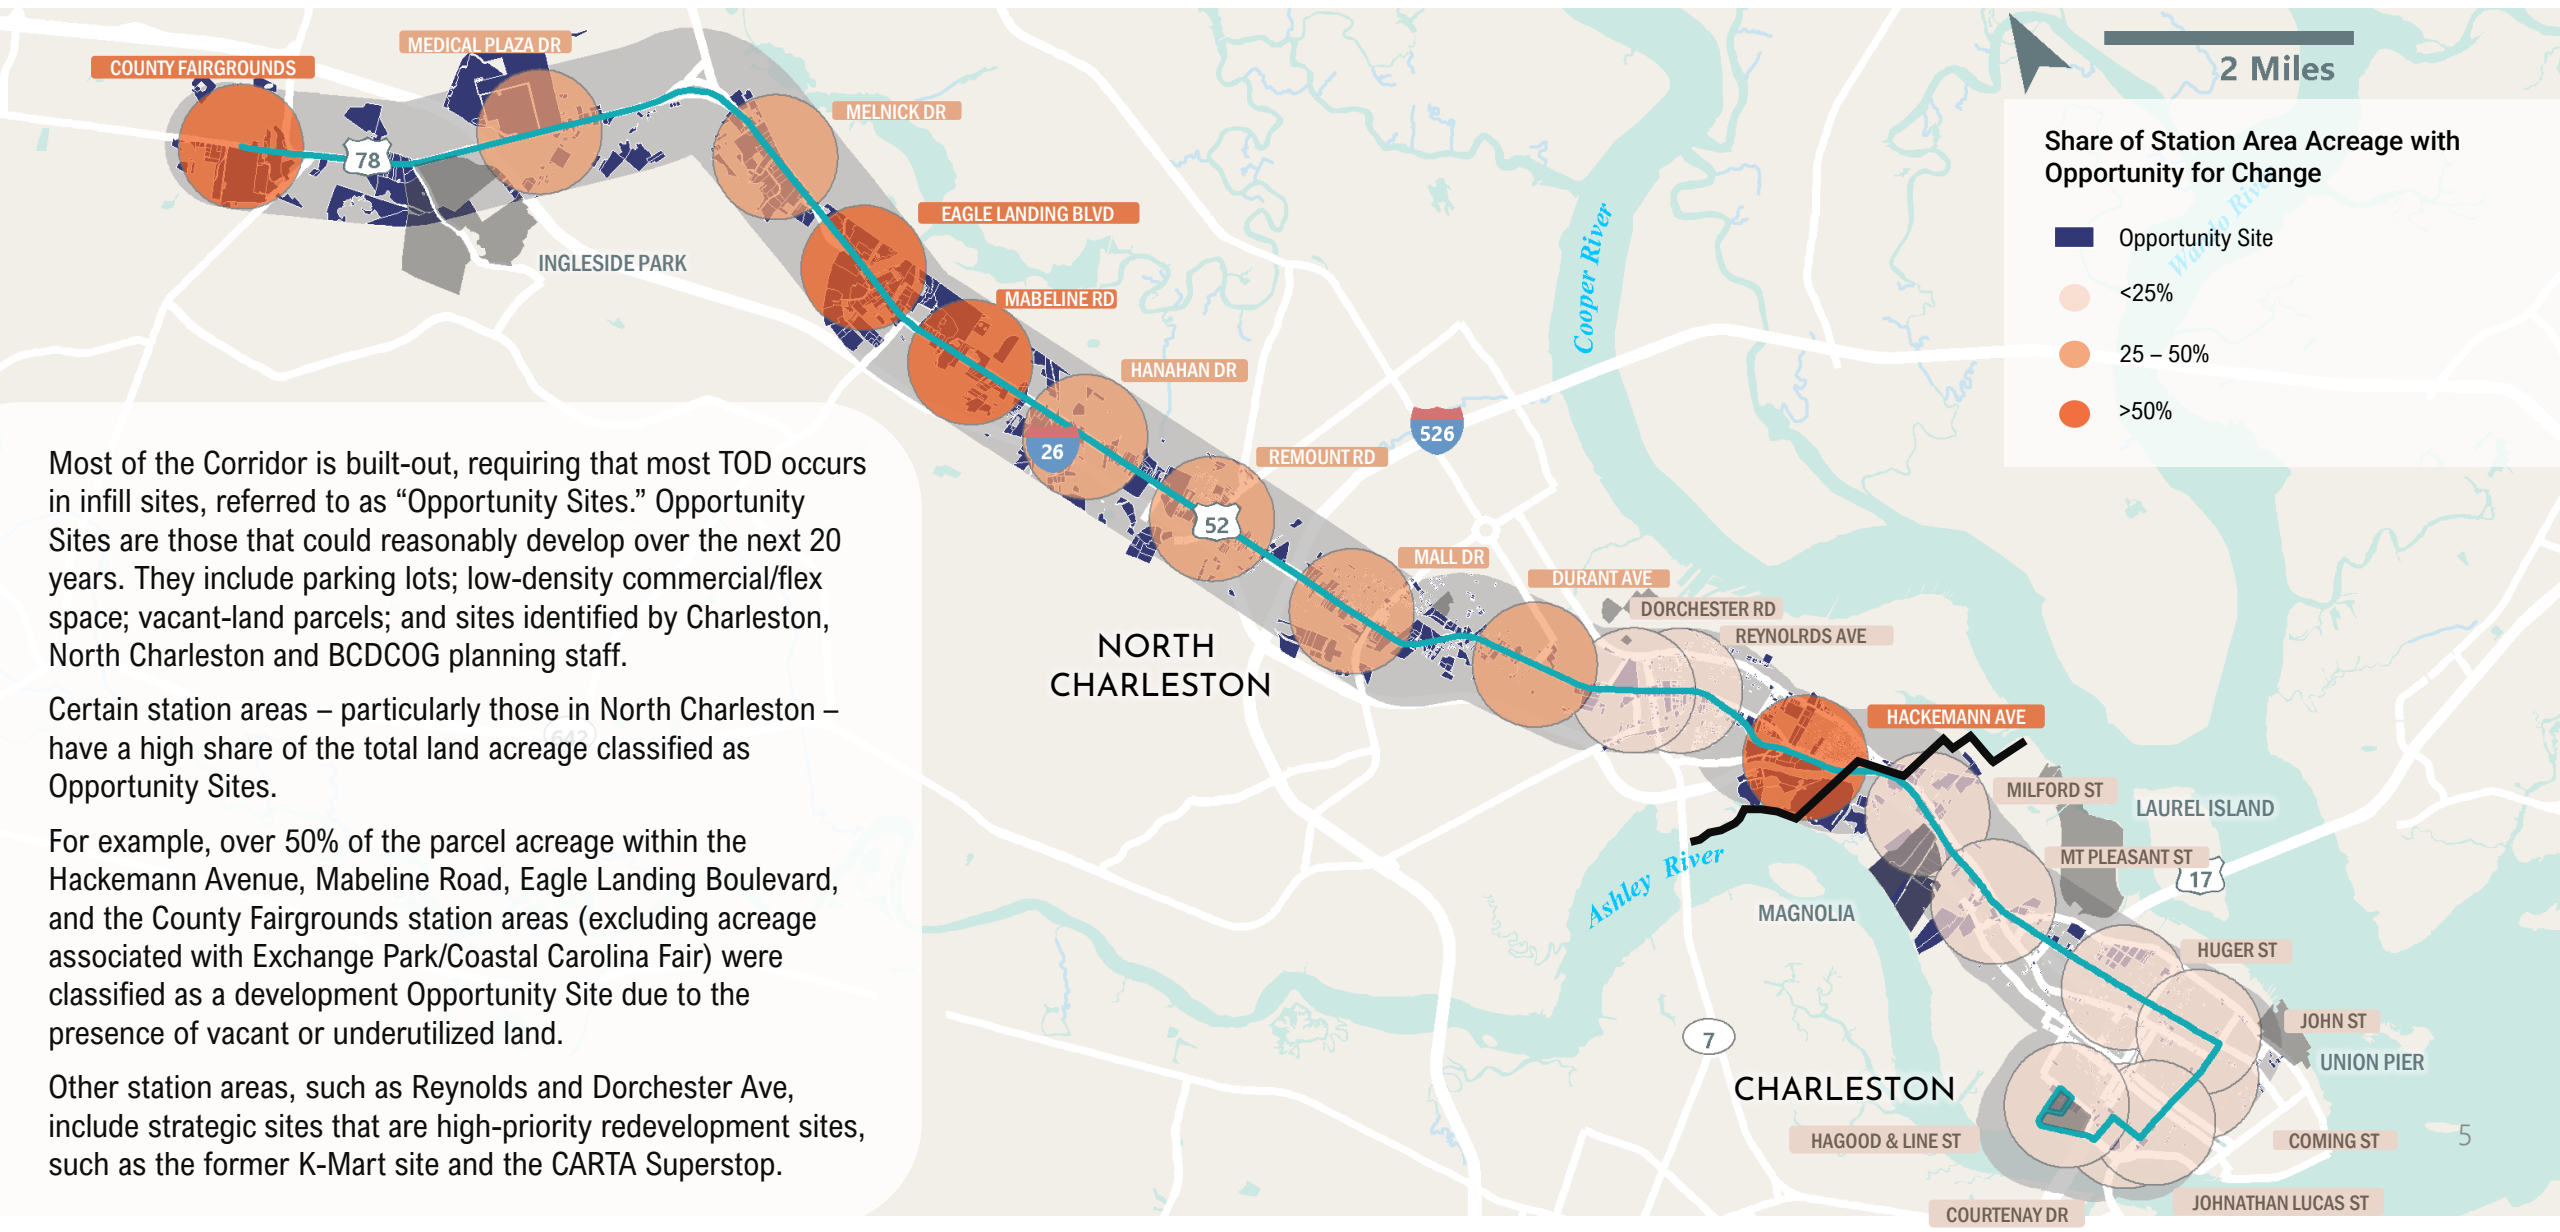 COUNTY FAIRGROUNDS
MEDICAL PLAZA DR
MELNICK DR
EAGLE LANDING BLVD
MABELINE RD
HANAHAN DR
REMOUNT RD
MALL DR
DURANT AVE
DORCHESTER RD
REYNOLRDS AVE
HACKEMANN AVE
MILFORD ST
LAUREL ISLAND
MT PLEASANT ST
HUGER ST
JOHN ST
UNION PIER
COMING ST
JOHNATHAN LUCAS ST
COURTENAY DR
HAGOOD & LINE ST
MAGNOLIA
INGLESIDE PARK
NORTH
CHARLESTON
CHARLESTON
Cooper River
Ashley River
Wando River
78
26
52
526
17
7
642
2 Miles
Share of Station Area Acreage with
Opportunity for Change
Opportunity Site
<25%
25 – 50%
>50%
Most of the Corridor is built-out, requiring that most TOD occurs
in infill sites, referred to as “Opportunity Sites.” Opportunity
Sites are those that could reasonably develop over the next 20
years. They include parking lots; low-density commercial/flex
space; vacant-land parcels; and sites identified by Charleston,
North Charleston and BCDCOG planning staff.
Certain station areas – particularly those in North Charleston –
have a high share of the total land acreage classified as
Opportunity Sites.
For example, over 50% of the parcel acreage within the
Hackemann Avenue, Mabeline Road, Eagle Landing Boulevard,
and the County Fairgrounds station areas (excluding acreage
associated with Exchange Park/Coastal Carolina Fair) were
classified as a development Opportunity Site due to the
presence of vacant or underutilized land.
Other station areas, such as Reynolds and Dorchester Ave,
include strategic sites that are high-priority redevelopment sites,
such as the former K-Mart site and the CARTA Superstop.
5